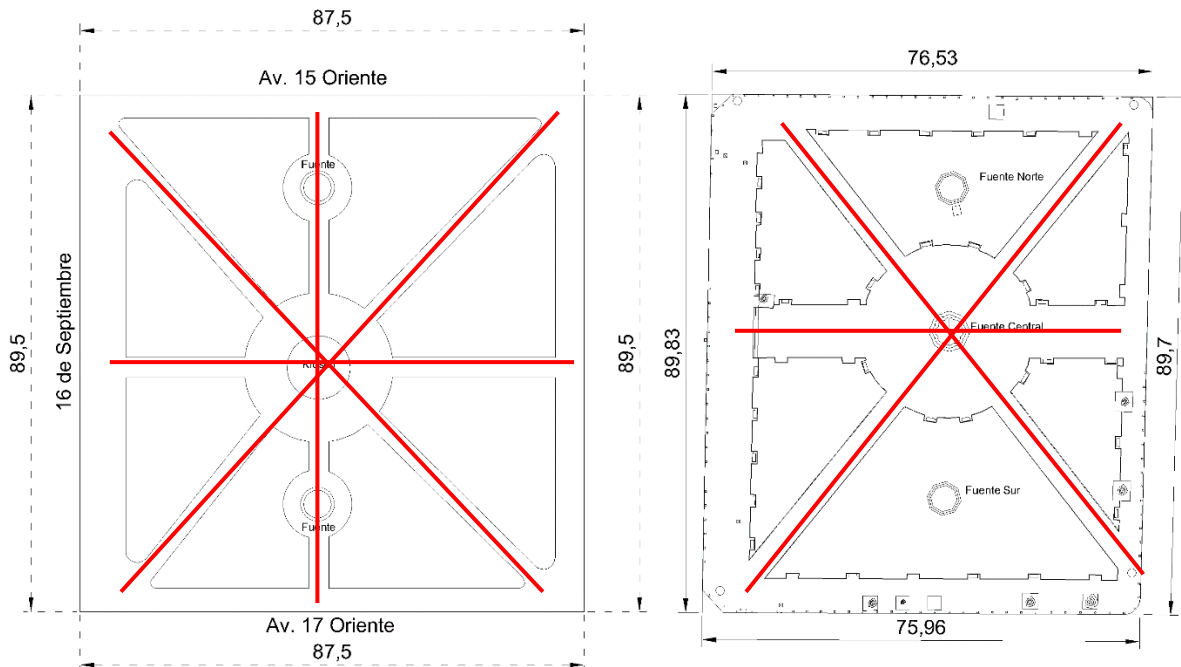 87,5
Av. 15 Oriente
Fuente
16 de Septiembre
89,5
89,5
Kiosko
Fuente
Av. 17 Oriente
87,5
76,53
Fuente Norte
Fuente Central
89,83
89,7
Fuente Sur
75,96